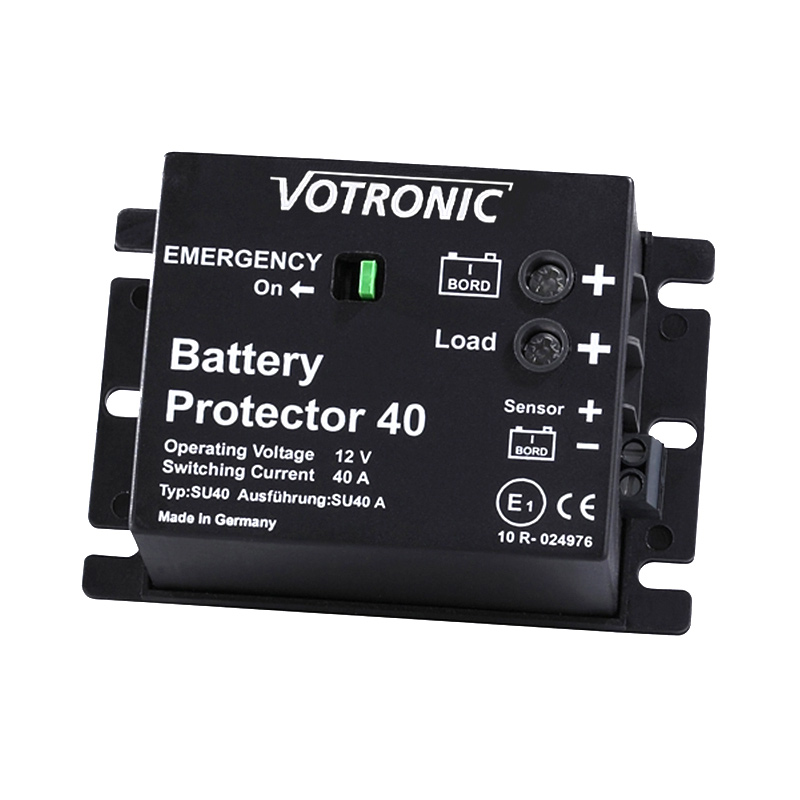 VOTRONIC
EMERGENCY
On ←
I
BORD
+
Load +
Battery
Protector 40
Sensor +
I
BORD
−
Operating Voltage 12 V
Switching Current 40 A
Typ:SU40 Ausführung:SU40 A
Made in Germany
E1 CE
10 R- 024976